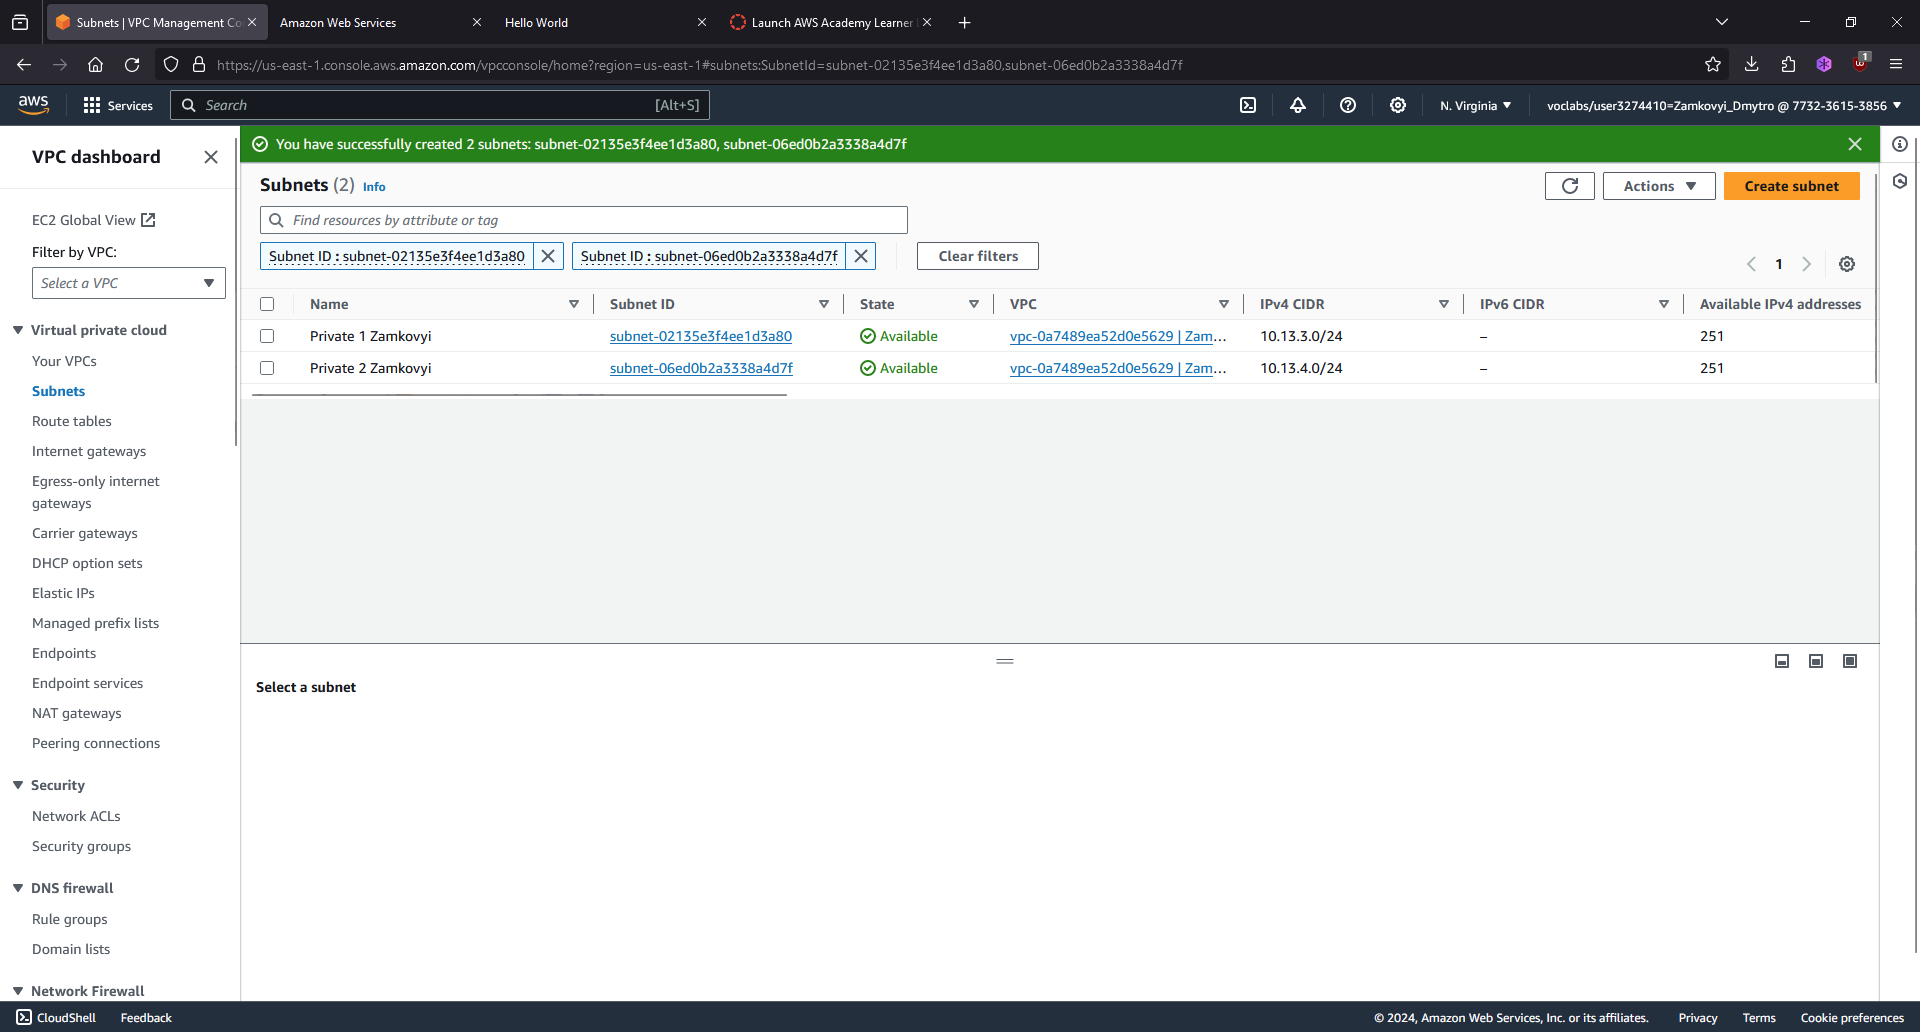 Subnets | VPC Management Co
Amazon Web Services
Hello World
Launch AWS Academy Learner
https://us-east-1.console.aws.amazon.com/vpcconsole/home?region=us-east-1#subnets:SubnetId=subnet-02135e3f4ee1d3a80,subnet-06ed0b2a3338a4d7f
1
aws
Services
Search
[Alt+S]
N. Virginia
voclabs/user3274410=Zamkovyi_Dmytro @ 7732-3615-3856
VPC dashboard
EC2 Global View
Filter by VPC:
Select a VPC
Virtual private cloud
Your VPCs
Subnets
Route tables
Internet gateways
Egress-only internet
gateways
Carrier gateways
DHCP option sets
Elastic IPs
Managed prefix lists
Endpoints
Endpoint services
NAT gateways
Peering connections
Security
Network ACLs
Security groups
DNS firewall
Rule groups
Domain lists
Network Firewall
You have successfully created 2 subnets: subnet-02135e3f4ee1d3a80, subnet-06ed0b2a3338a4d7f
Subnets (2) Info
Actions
Create subnet
Find resources by attribute or tag
Subnet ID : subnet-02135e3f4ee1d3a80
Subnet ID : subnet-06ed0b2a3338a4d7f
Clear filters
1
Name Subnet ID State VPC IPv4 CIDR IPv6 CIDR Available IPv4 addresses
Private 1 Zamkovyi subnet-02135e3f4ee1d3a80 Available vpc-0a7489ea52d0e5629 | Zam... 10.13.3.0/24 – 251
Private 2 Zamkovyi subnet-06ed0b2a3338a4d7f Available vpc-0a7489ea52d0e5629 | Zam... 10.13.4.0/24 – 251
Select a subnet
CloudShell
Feedback
© 2024, Amazon Web Services, Inc. or its affiliates.
Privacy
Terms
Cookie preferences